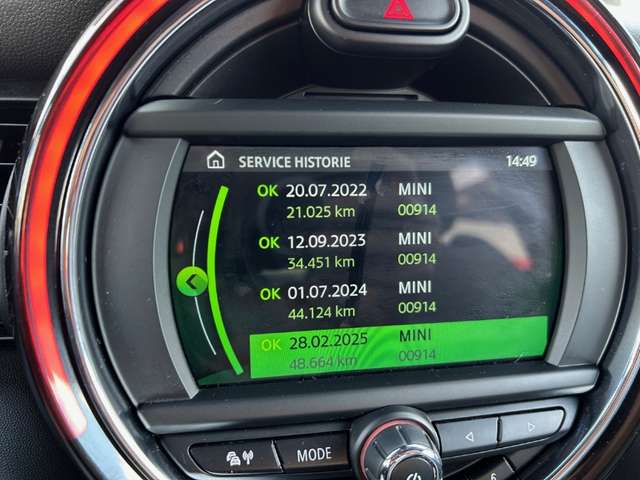 SERVICE HISTORIE 14:49
OK 20.07.2022 MINI
21.025 km 00914
OK 12.09.2023 MINI
34.451 km 00914
OK 01.07.2024 MINI
44.124 km 00914
OK 28.02.2025 MINI
48.664 km 00914
MODE
6